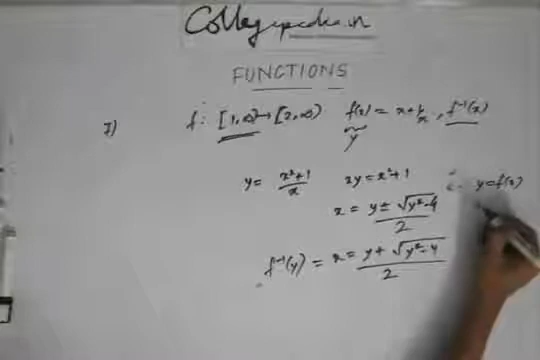 Collegepedia.in
FUNCTIONS
7) f: [1,∞)→[2,∞) f(x) = x+1/x, f⁻¹(x)
y
y = x²+1/x xy = x²+1 y=f(x)
x = y ± √y²-4/2
f⁻¹(y) = x = y + √y²-4/2